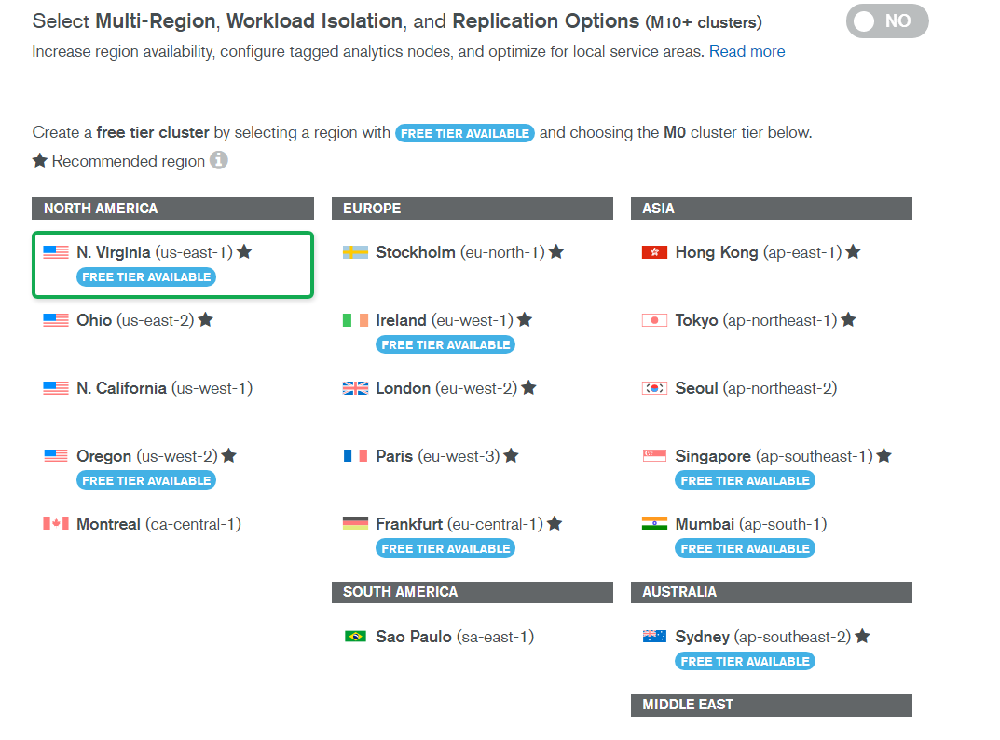 Select Multi-Region, Workload Isolation, and Replication Options (M10+ clusters)
NO
Increase region availability, configure tagged analytics nodes, and optimize for local service areas. Read more
Create a free tier cluster by selecting a region with FREE TIER AVAILABLE and choosing the M0 cluster tier below.
★ Recommended region i
NORTH AMERICA
N. Virginia (us-east-1) ★
FREE TIER AVAILABLE
Ohio (us-east-2) ★
N. California (us-west-1)
Oregon (us-west-2) ★
FREE TIER AVAILABLE
Montreal (ca-central-1)
EUROPE
Stockholm (eu-north-1) ★
Ireland (eu-west-1) ★
FREE TIER AVAILABLE
London (eu-west-2) ★
Paris (eu-west-3) ★
Frankfurt (eu-central-1) ★
FREE TIER AVAILABLE
SOUTH AMERICA
Sao Paulo (sa-east-1)
ASIA
Hong Kong (ap-east-1) ★
Tokyo (ap-northeast-1) ★
Seoul (ap-northeast-2)
Singapore (ap-southeast-1) ★
FREE TIER AVAILABLE
Mumbai (ap-south-1)
FREE TIER AVAILABLE
AUSTRALIA
Sydney (ap-southeast-2) ★
FREE TIER AVAILABLE
MIDDLE EAST